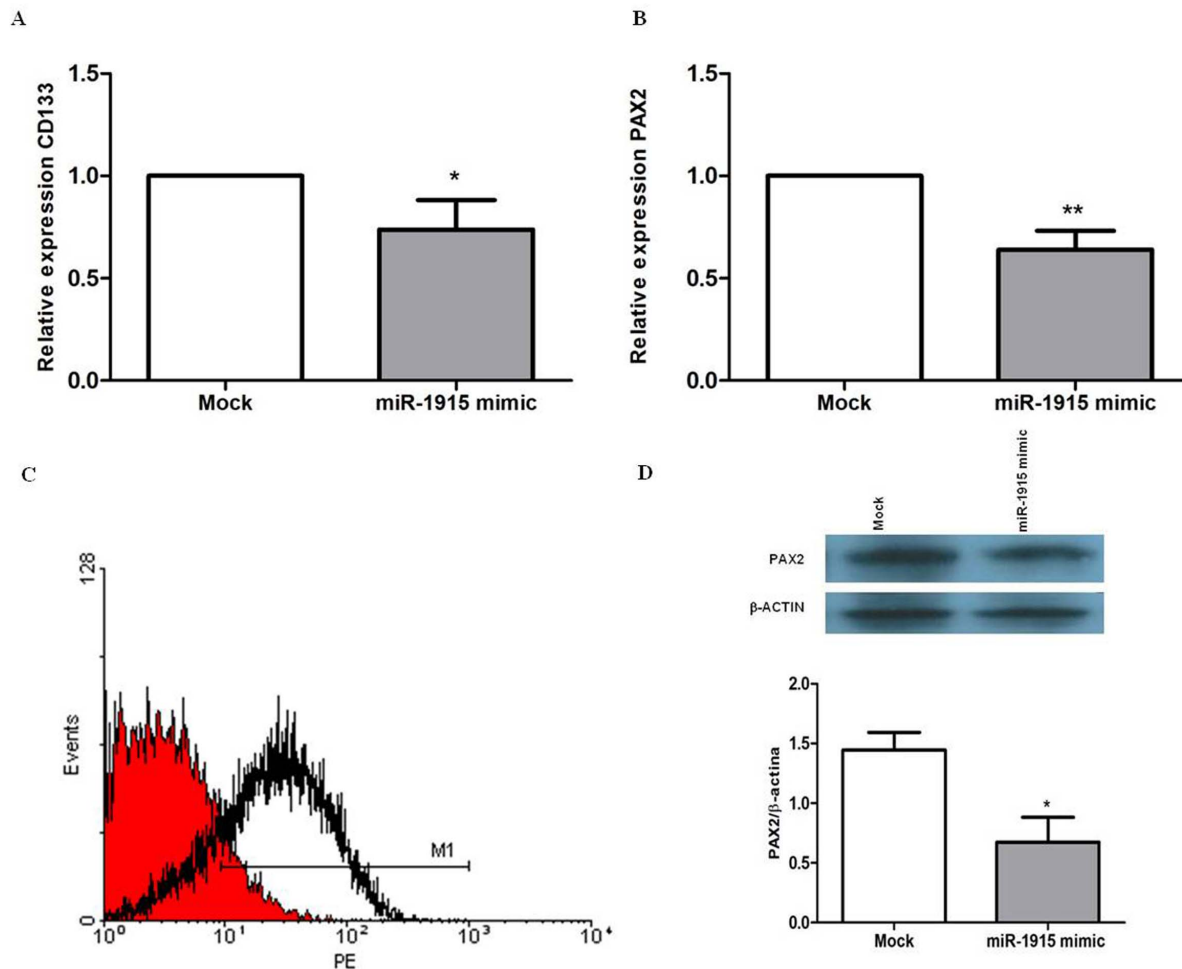 A
Relative expression CD133
1.5
1.0
0.5
0.0
*
Mock
miR-1915 mimic
B
Relative expression PAX2
1.5
1.0
0.5
0.0
**
Mock
miR-1915 mimic
C
Events
128
0
M1
10⁰
10¹
10²
10³
10⁴
PE
D
Mock
miR-1915 mimic
PAX2
β-ACTIN
PAX2/β-actina
2.0
1.5
1.0
0.5
0.0
*
Mock
miR-1915 mimic